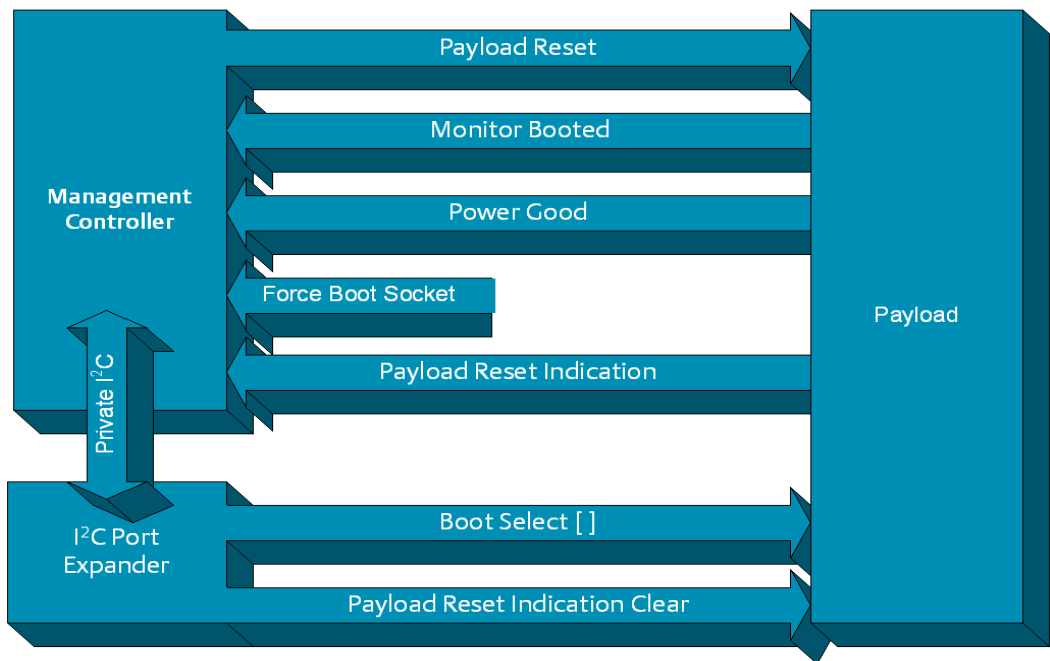 Payload Reset
Monitor Booted
Management
Controller
Power Good
Force Boot Socket
Payload
Payload Reset Indication
Private I²C
Boot Select [ ]
I²C Port
Expander
Payload Reset Indication Clear